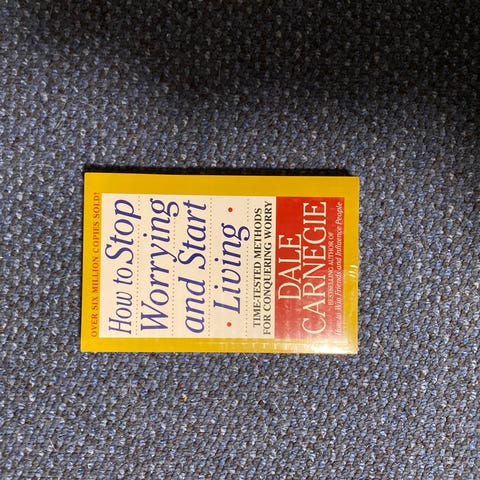 OVER SIX MILLION COPIES SOLD!
How to Stop
Worrying
and Start
• Living •
TIME-TESTED METHODS
FOR CONQUERING WORRY
DALE
CARNEGIE
BESTSELLING AUTHOR OF
How to Win Friends and Influence People